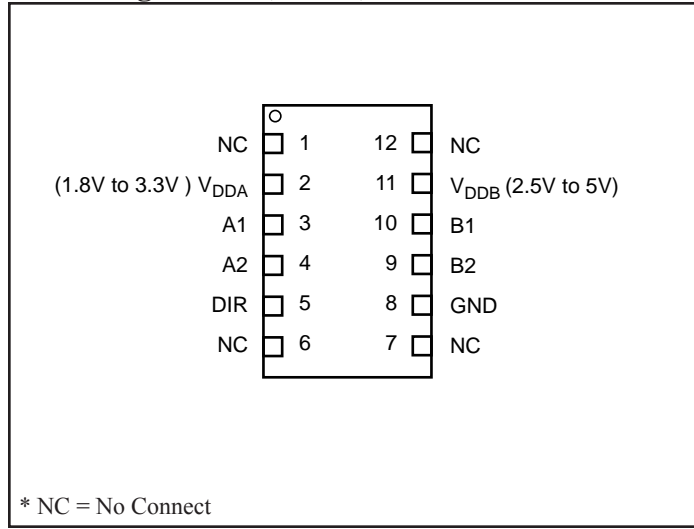 NC 1 12 NC
(1.8V to 3.3V ) VDDA 2 11 VDDB (2.5V to 5V)
A1 3 10 B1
A2 4 9 B2
DIR 5 8 GND
NC 6 7 NC
* NC = No Connect